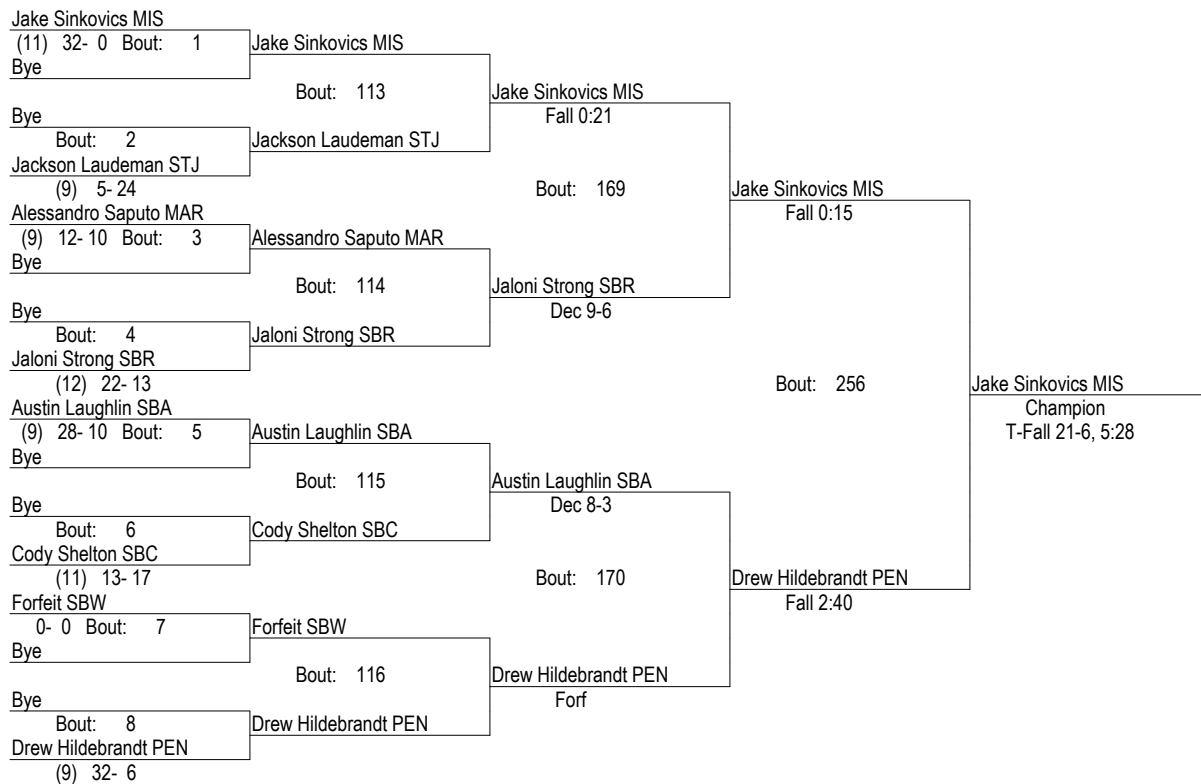 Jake Sinkovics MIS
(11) 32- 0 Bout: 1
Bye
Bye
Bout: 2
Jackson Laudeman STJ
(9) 5- 24
Alessandro Saputo MAR
(9) 12- 10 Bout: 3
Bye
Bye
Bout: 4
Jaloni Strong SBR
(12) 22- 13
Austin Laughlin SBA
(9) 28- 10 Bout: 5
Bye
Bye
Bout: 6
Cody Shelton SBC
(11) 13- 17
Forfeit SBW
0- 0 Bout: 7
Bye
Bye
Bout: 8
Drew Hildebrandt PEN
(9) 32- 6
Jake Sinkovics MIS
Bout: 113
Jackson Laudeman STJ
Alessandro Saputo MAR
Bout: 114
Jaloni Strong SBR
Austin Laughlin SBA
Bout: 115
Cody Shelton SBC
Forfeit SBW
Bout: 116
Drew Hildebrandt PEN
Jake Sinkovics MIS
Fall 0:21
Bout: 169
Jaloni Strong SBR
Dec 9-6
Austin Laughlin SBA
Dec 8-3
Bout: 170
Drew Hildebrandt PEN
Forf
Jake Sinkovics MIS
Fall 0:15
Bout: 256
Drew Hildebrandt PEN
Fall 2:40
Jake Sinkovics MIS
Champion
T-Fall 21-6, 5:28